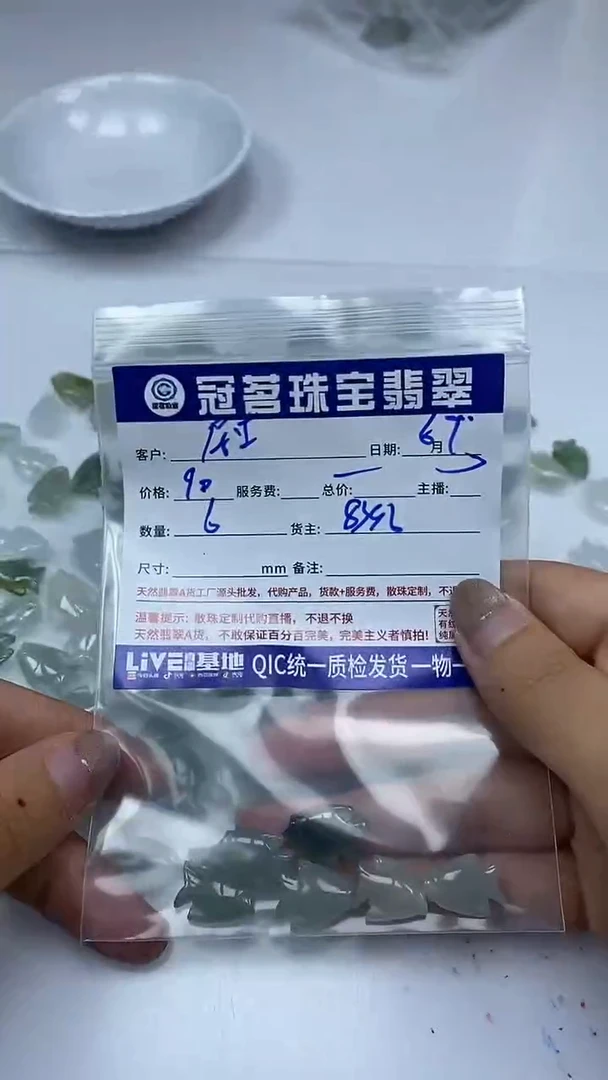 冠茗珠宝翡翠
客户: 日期: 6月
价格: 90 服务费: 总价: 主播:
数量: 6 货主:
尺寸: mm 备注:
天然翡翠A货工厂源头批发，代购产品，货款+服务费，散珠定制，不
温馨提示: 散珠定制代购直播，不退不换
天然翡翠A货，不敢保证百分百完美，完美主义者慎拍!
LiVE 基地 QIC统一质检发货 一物一